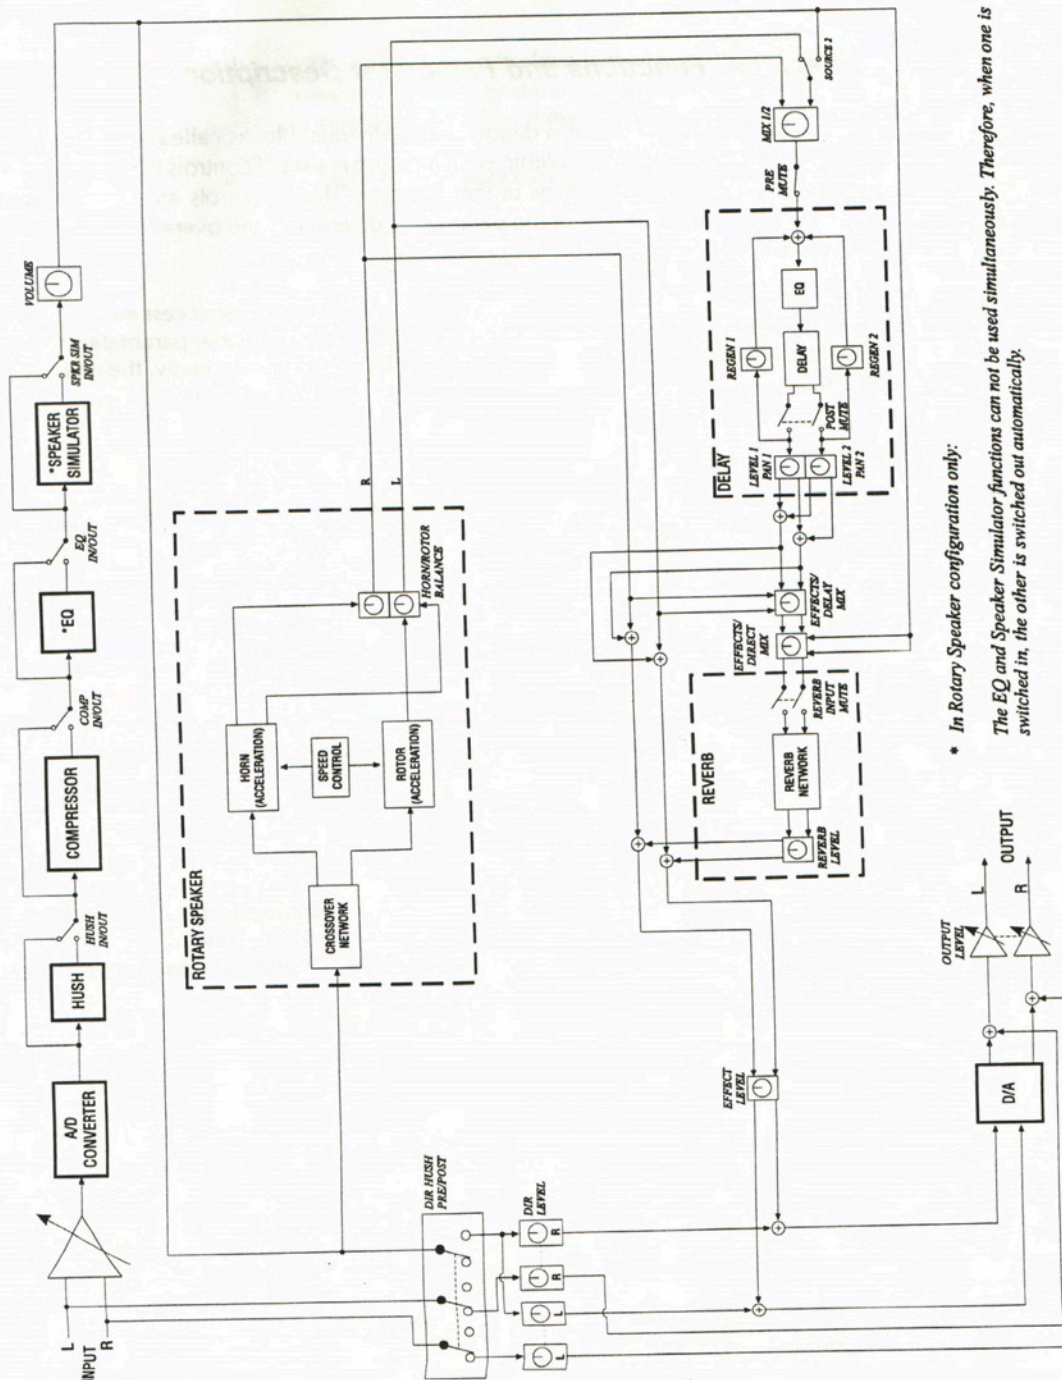 VOLUME
SPKR SIM
IN/OUT
*SPEAKER
SIMULATOR
EQ
IN/OUT
*EQ
COMP
IN/OUT
COMPRESSOR
HUSH
IN/OUT
HUSH
A/D
CONVERTER
L
INPUT
R
ROTARY SPEAKER
R
L
HORN/ROTOR
BALANCE
HORN
(ACCELERATION)
SPEED
CONTROL
ROTOR
(ACCELERATION)
CROSSOVER
NETWORK
DIR HUSH
PRE/POST
DIR
LEVEL
R
R
L
L
SOURCE 2
MIX 1/2
PRE
MUTE
DELAY
EQ
REGEN 1
DELAY
REGEN 2
POST
MUTE
LEVEL 1
PAN 1
LEVEL 2
PAN 2
EFFECTS/
DELAY
MIX
EFFECTS/
DIRECT
MIX
REVERB
REVERB
INPUT
MUTE
REVERB
NETWORK
REVERB
LEVEL
EFFECT
LEVEL
OUTPUT
LEVEL
L
OUTPUT
R
D/A
* In Rotary Speaker configuration only:
The EQ and Speaker Simulator functions can not be used simultaneously. Therefore, when one is
switched in, the other is switched out automatically.